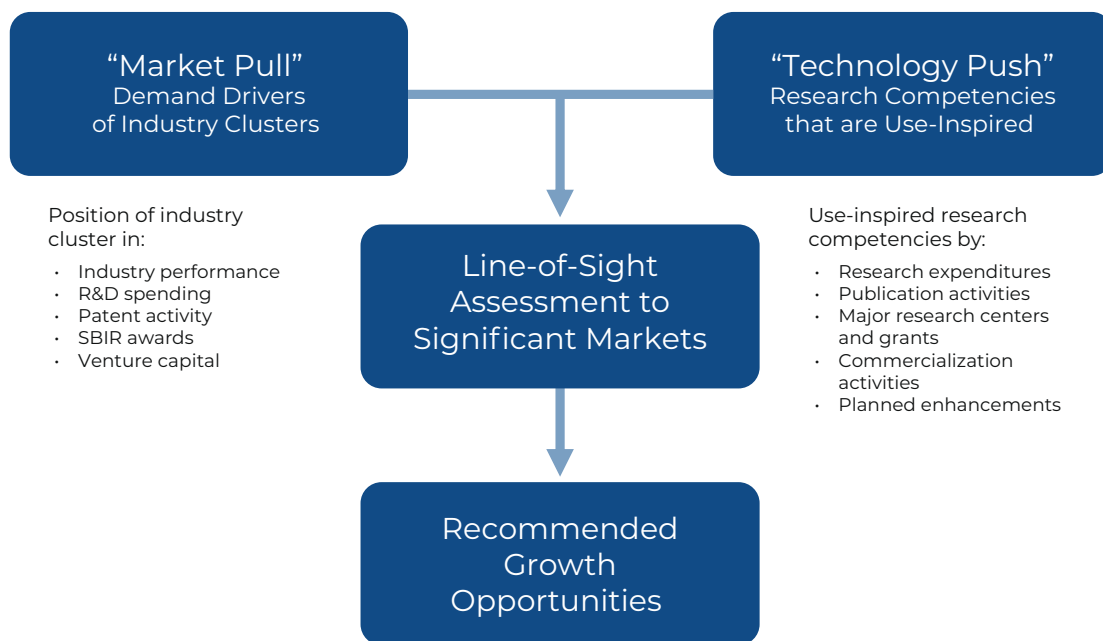 “Market Pull”
Demand Drivers
of Industry Clusters
“Technology Push”
Research Competencies
that are Use-Inspired
Position of industry
cluster in:
· Industry performance
· R&D spending
· Patent activity
· SBIR awards
· Venture capital
Line-of-Sight
Assessment to
Significant Markets
Use-inspired research
competencies by:
· Research expenditures
· Publication activities
· Major research centers
and grants
· Commercialization
activities
· Planned enhancements
Recommended
Growth
Opportunities